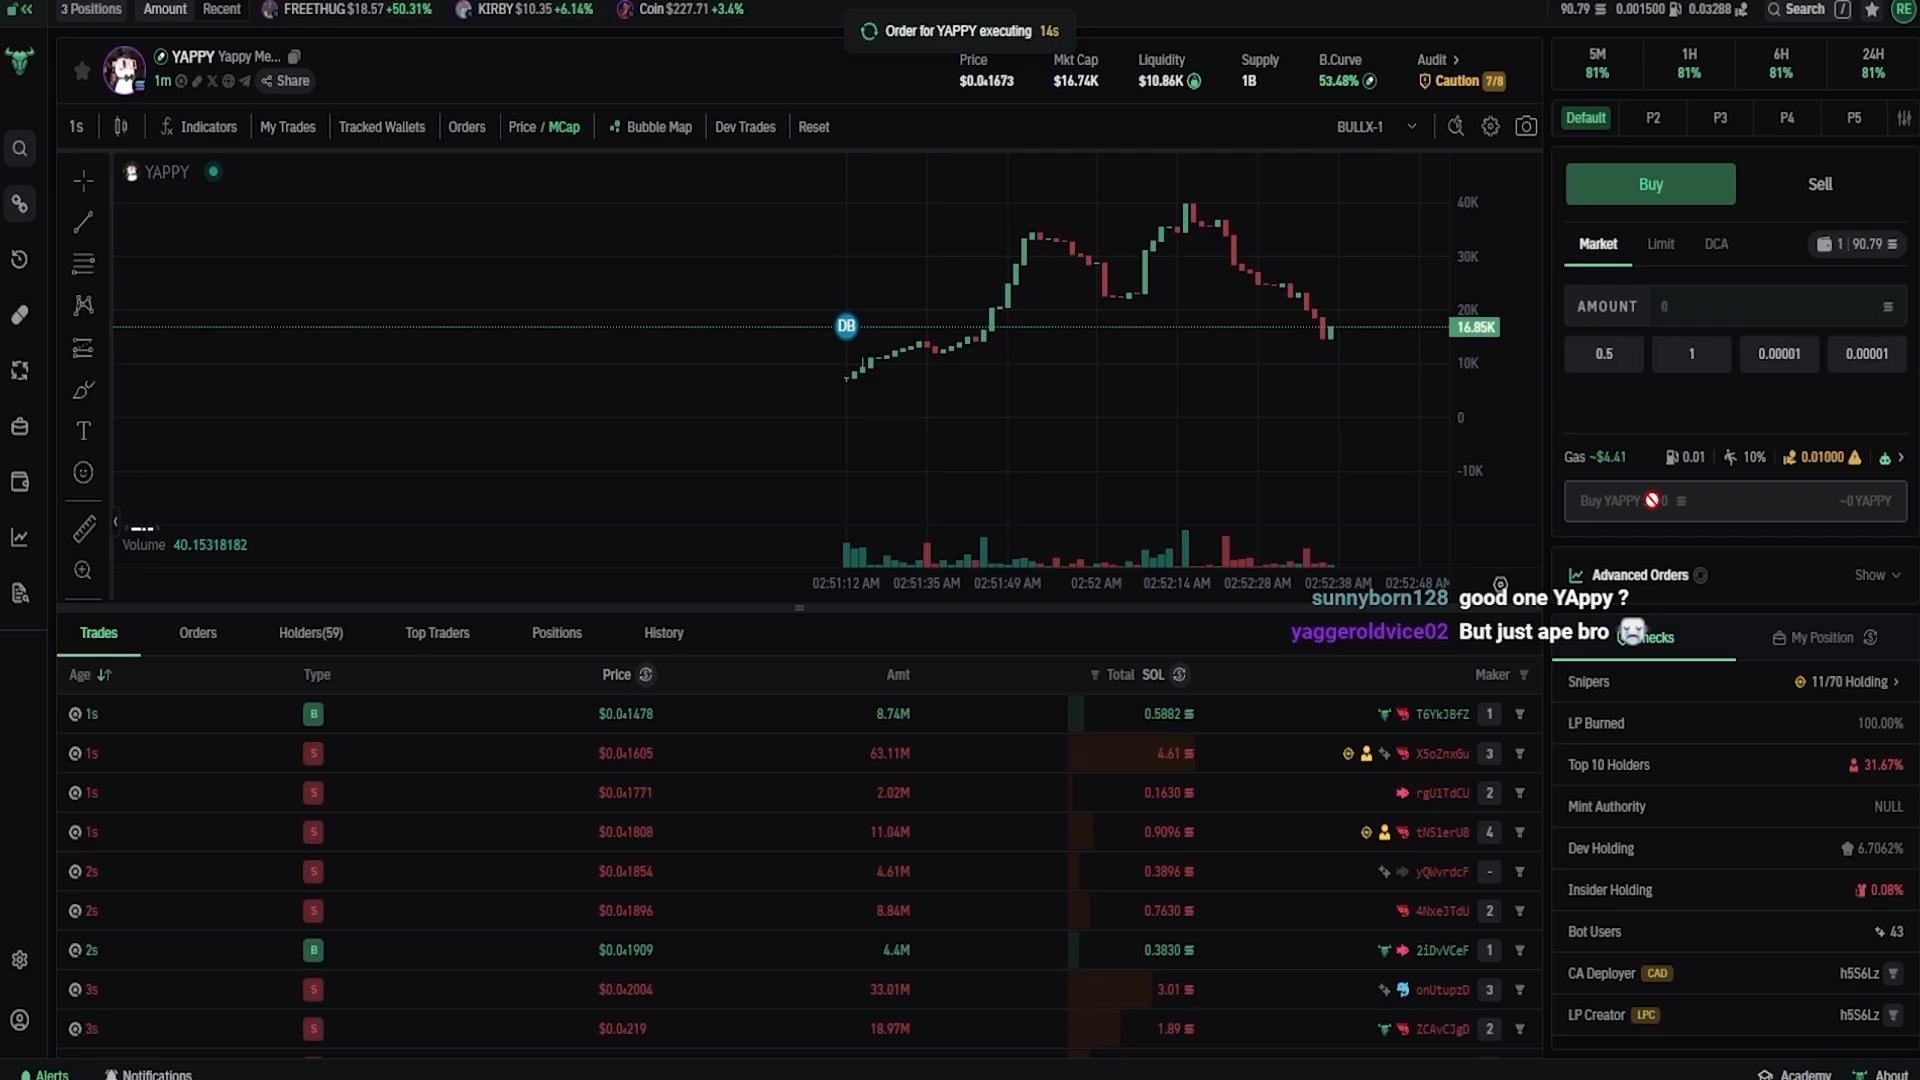 3 Positions Amount Recent FREETHUG $18.57 +50.31% KIRBY $10.35 +6.14% Coin $227.71 +3.4% 90.79 0.001500 0.03288 Search / RE
Order for YAPPY executing 14s
YAPPY Yappy Me...
1m Share
Price Mkt Cap Liquidity Supply B.Curve Audit
$0.0₄1673 $16.74K $10.86K 1B 53.48% Caution 7/8
5M 1H 6H 24H
81% 81% 81% 81%
1s Indicators My Trades Tracked Wallets Orders Price / MCap Bubble Map Dev Trades Reset BULLX-1
Default P2 P3 P4 P5
YAPPY
Buy Sell
40K
30K
20K
16.85K
10K
0
-10K
DB
Market Limit DCA 1 | 90.79
AMOUNT 0
0.5 1 0.00001 0.00001
Gas ~$4.41 0.01 10% 0.01000
Buy YAPPY 0 ~0 YAPPY
Volume 40.15318182
02:51:12 AM 02:51:35 AM 02:51:49 AM 02:52 AM 02:52:14 AM 02:52:28 AM 02:52:38 AM 02:52:48 AM
Advanced Orders Show
sunnyborn128 good one YAppy ?
yaggeroldvice02 But just ape bro
Trades Orders Holders(59) Top Traders Positions History
My Position
Age Type Price Amt Total SOL Maker
1s B $0.0₄1478 8.74M 0.5882 T6YkJBfZ 1
1s S $0.0₄1605 63.11M 4.61 X5oZnxGu 3
1s S $0.0₄1771 2.02M 0.1630 rgU1TdCU 2
1s S $0.0₄1808 11.04M 0.9096 tN51erU8 4
2s S $0.0₄1854 4.61M 0.3896 yQWvrdcF -
2s S $0.0₄1896 8.84M 0.7630 4NxeJTdU 2
2s B $0.0₄1909 4.4M 0.3830 2iDvVCeF 1
3s S $0.0₄2004 33.01M 3.01 onUtupzD 3
3s S $0.0₄219 18.97M 1.89 ZCAvCJgD 2
Snipers 11/70 Holding
LP Burned 100.00%
Top 10 Holders 31.67%
Mint Authority NULL
Dev Holding 6.7062%
Insider Holding 0.08%
Bot Users 43
CA Deployer CAD h5S6Lz
LP Creator LPC h5S6Lz
Alerts Notifications Academy About